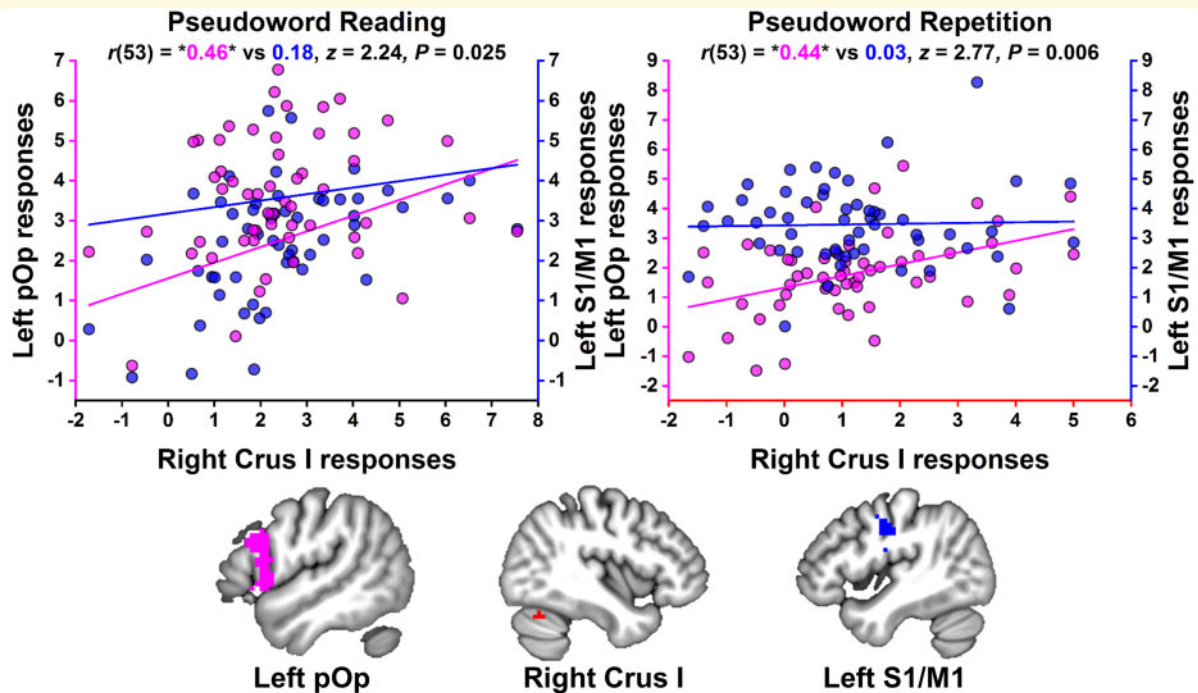 Pseudoword Reading
r(53) = *0.46* vs 0.18, z = 2.24, P = 0.025
7
6
5
4
3
2
1
0
-1
Left pOp responses
7
6
5
4
3
2
1
0
-1
Left S1/M1 responses
-2 -1 0 1 2 3 4 5 6 7 8
Right Crus I responses
Pseudoword Repetition
r(53) = *0.44* vs 0.03, z = 2.77, P = 0.006
9
8
7
6
5
4
3
2
1
0
-1
-2
Left pOp responses
9
8
7
6
5
4
3
2
1
0
-1
-2
Left S1/M1 responses
-2 -1 0 1 2 3 4 5 6
Right Crus I responses
Left pOp
Right Crus I
Left S1/M1